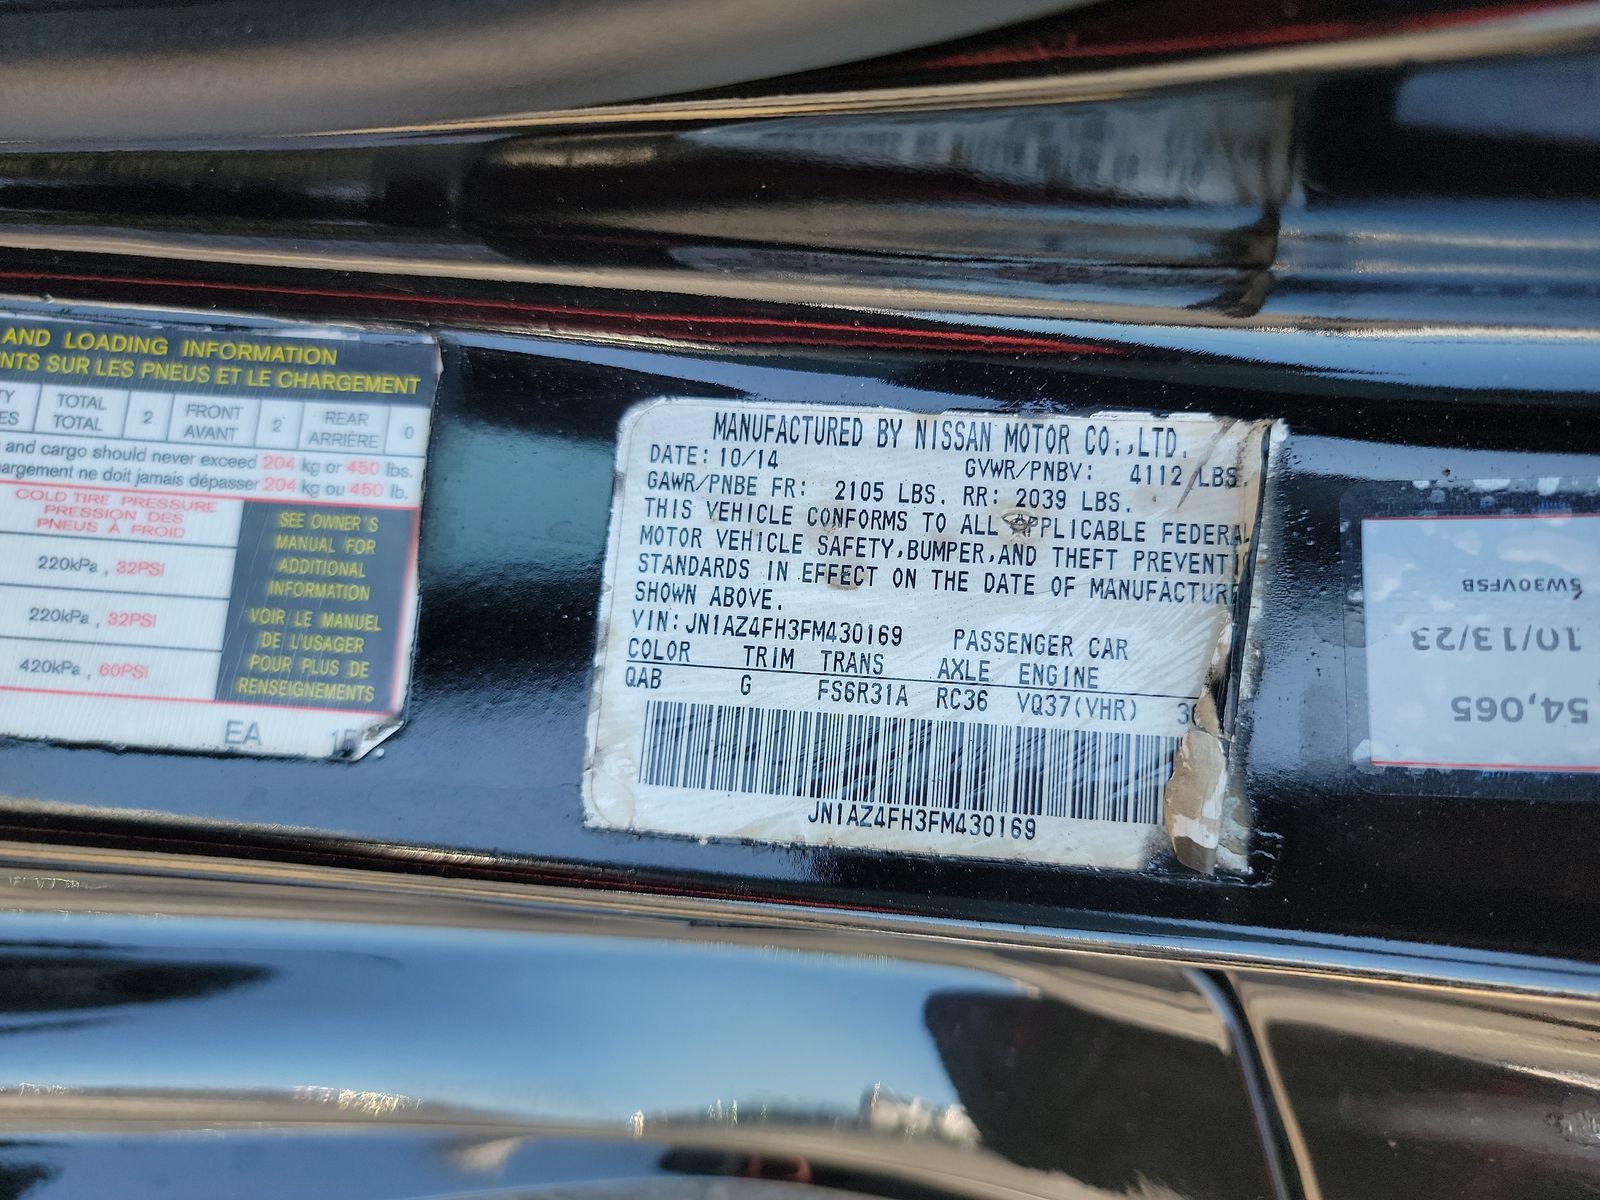 AND LOADING INFORMATION
NTS SUR LES PNEUS ET LE CHARGEMENT
TOTAL
TOTAL
2
FRONT
AVANT
2
REAR
ARRIÈRE
0
and cargo should never exceed 204 kg or 450 lbs.
argement ne doit jamais dépasser 204 kg ou 450 lb.
COLD TIRE PRESSURE
PRESSION DES
PNEUS À FROID
220kPa , 32PSI
220kPa , 32PSI
420kPa , 60PSI
SEE OWNER'S
MANUAL FOR
ADDITIONAL
INFORMATION
VOIR LE MANUEL
DE L'USAGER
POUR PLUS DE
RENSEIGNEMENTS
EA
MANUFACTURED BY NISSAN MOTOR CO.,LTD.
DATE: 10/14 GVWR/PNBV: 4112 LBS.
GAWR/PNBE FR: 2105 LBS. RR: 2039 LBS.
THIS VEHICLE CONFORMS TO ALL APPLICABLE FEDERAL
MOTOR VEHICLE SAFETY,BUMPER,AND THEFT PREVENTI
STANDARDS IN EFFECT ON THE DATE OF MANUFACTURE
SHOWN ABOVE.
VIN:JN1AZ4FH3FM430169 PASSENGER CAR
COLOR TRIM TRANS AXLE ENGINE
QAB G FS6R31A RC36 VQ37(VHR)
JN1AZ4FH3FM430169
54,065
10/13/23
5W30VFSB